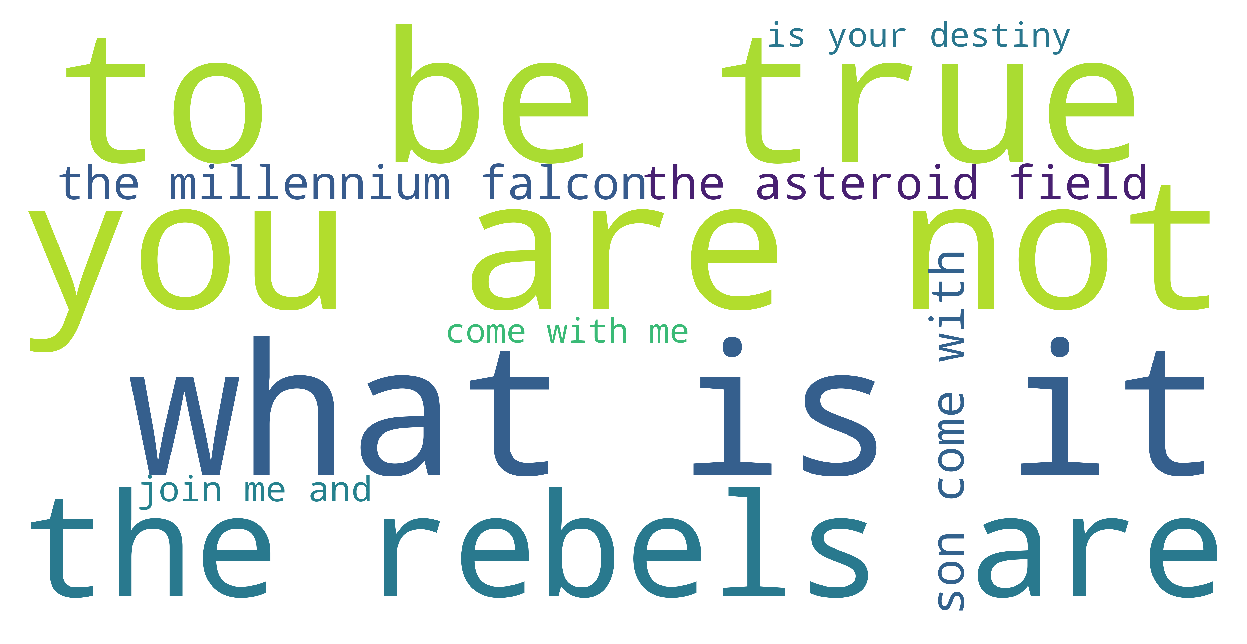 is your destiny
to be true
the millennium falcon
the asteroid field
you are not
come with me
what is it
son come with
join me and
the rebels are